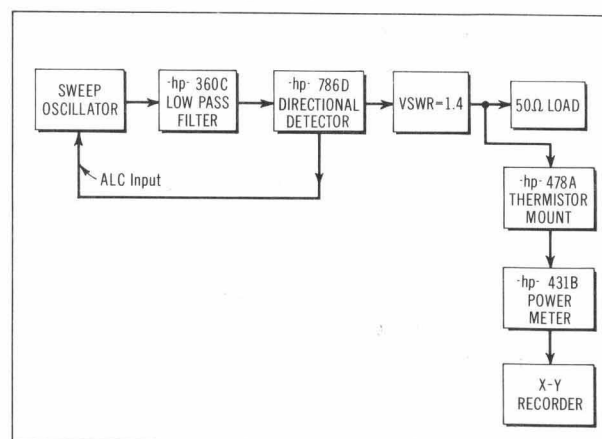 SWEEP
OSCILLATOR
-hp- 360C
LOW PASS
FILTER
-hp- 786D
DIRECTIONAL
DETECTOR
VSWR=1.4
50Ω LOAD
ALC Input
-hp- 478A
THERMISTOR
MOUNT
-hp- 431B
POWER
METER
X-Y
RECORDER